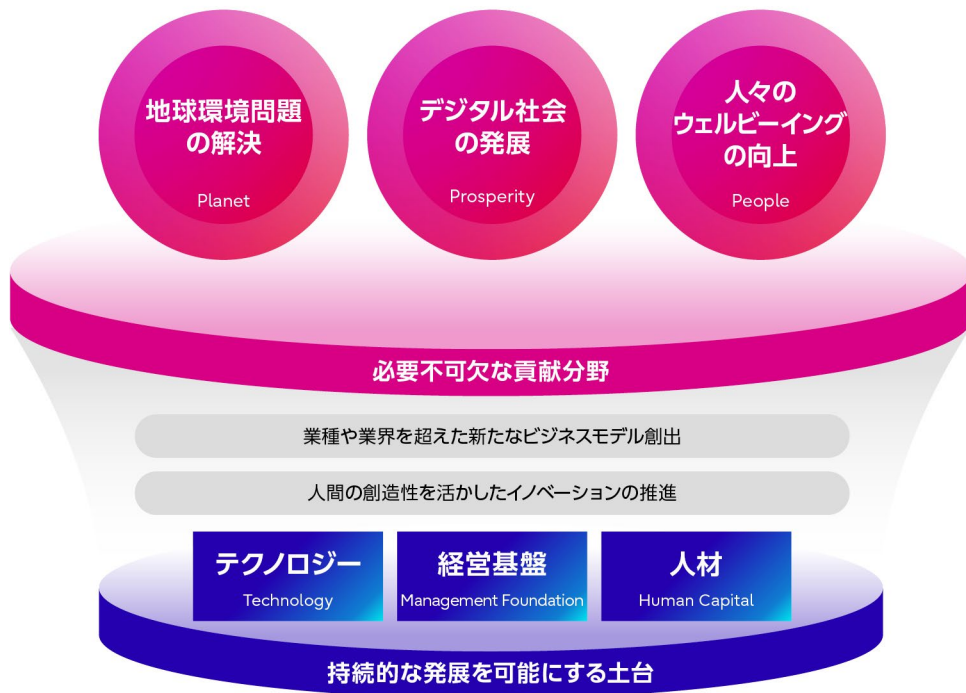 地球環境問題
の解決
Planet
デジタル社会
の発展
Prosperity
人々の
ウェルビーイング
の向上
People
必要不可欠な貢献分野
業種や業界を超えた新たなビジネスモデル創出
人間の創造性を活かしたイノベーションの推進
テクノロジー
Technology
経営基盤
Management Foundation
人材
Human Capital
持続的な発展を可能にする土台